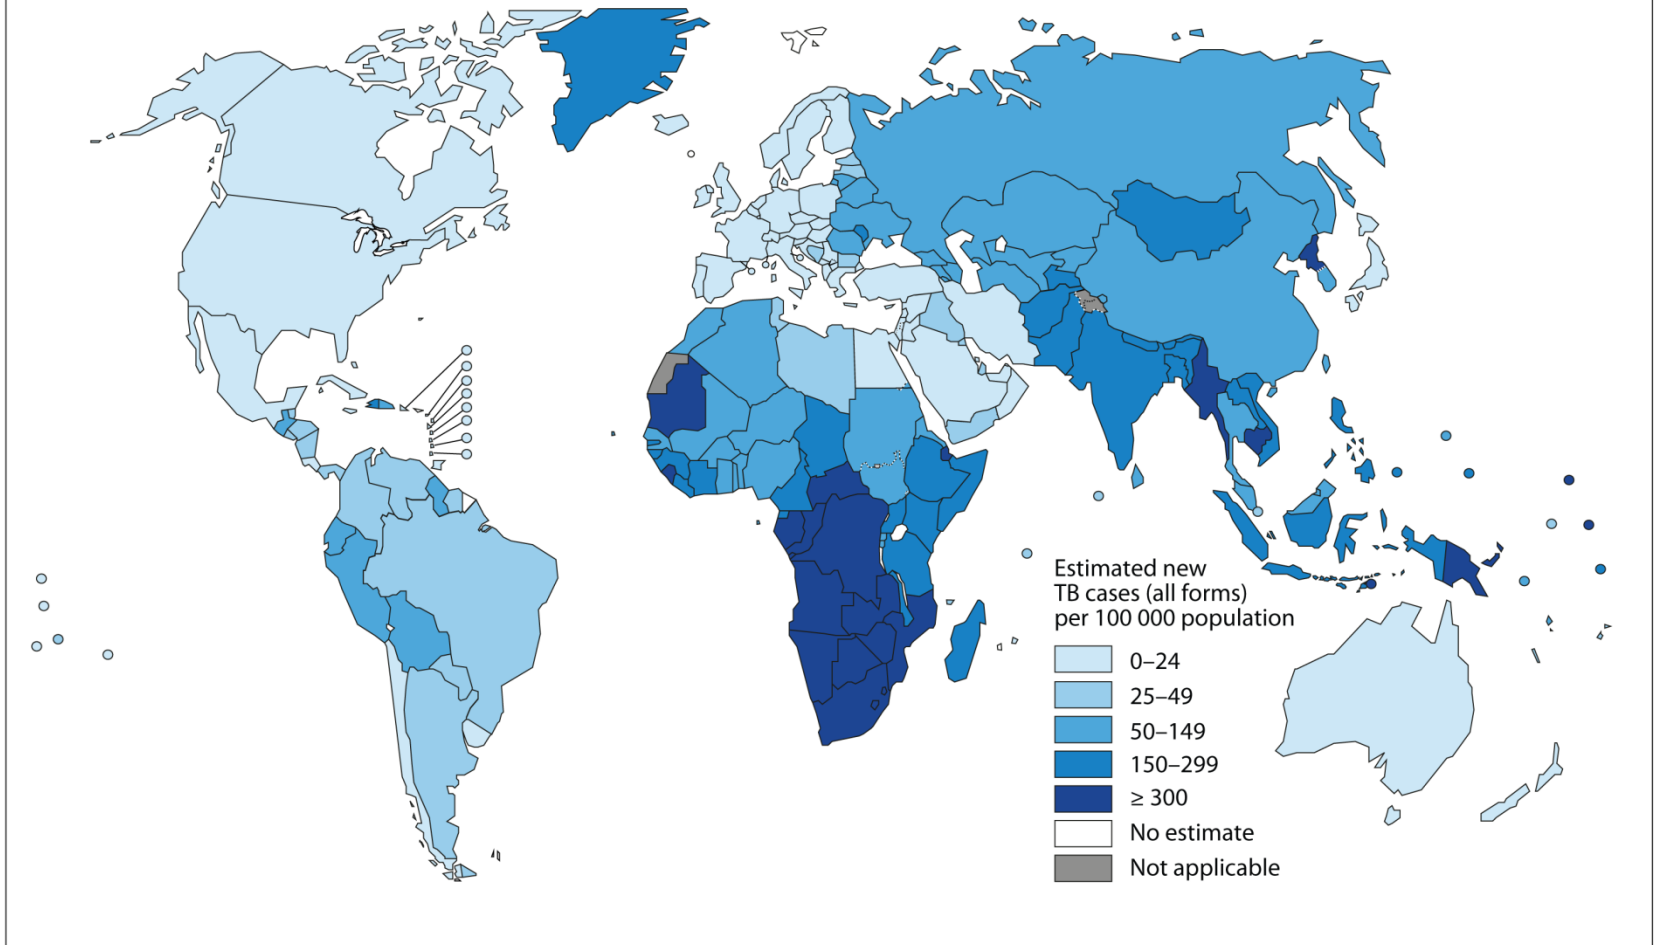 Estimated new
TB cases (all forms)
per 100 000 population
0–24
25–49
50–149
150–299
≥ 300
No estimate
Not applicable